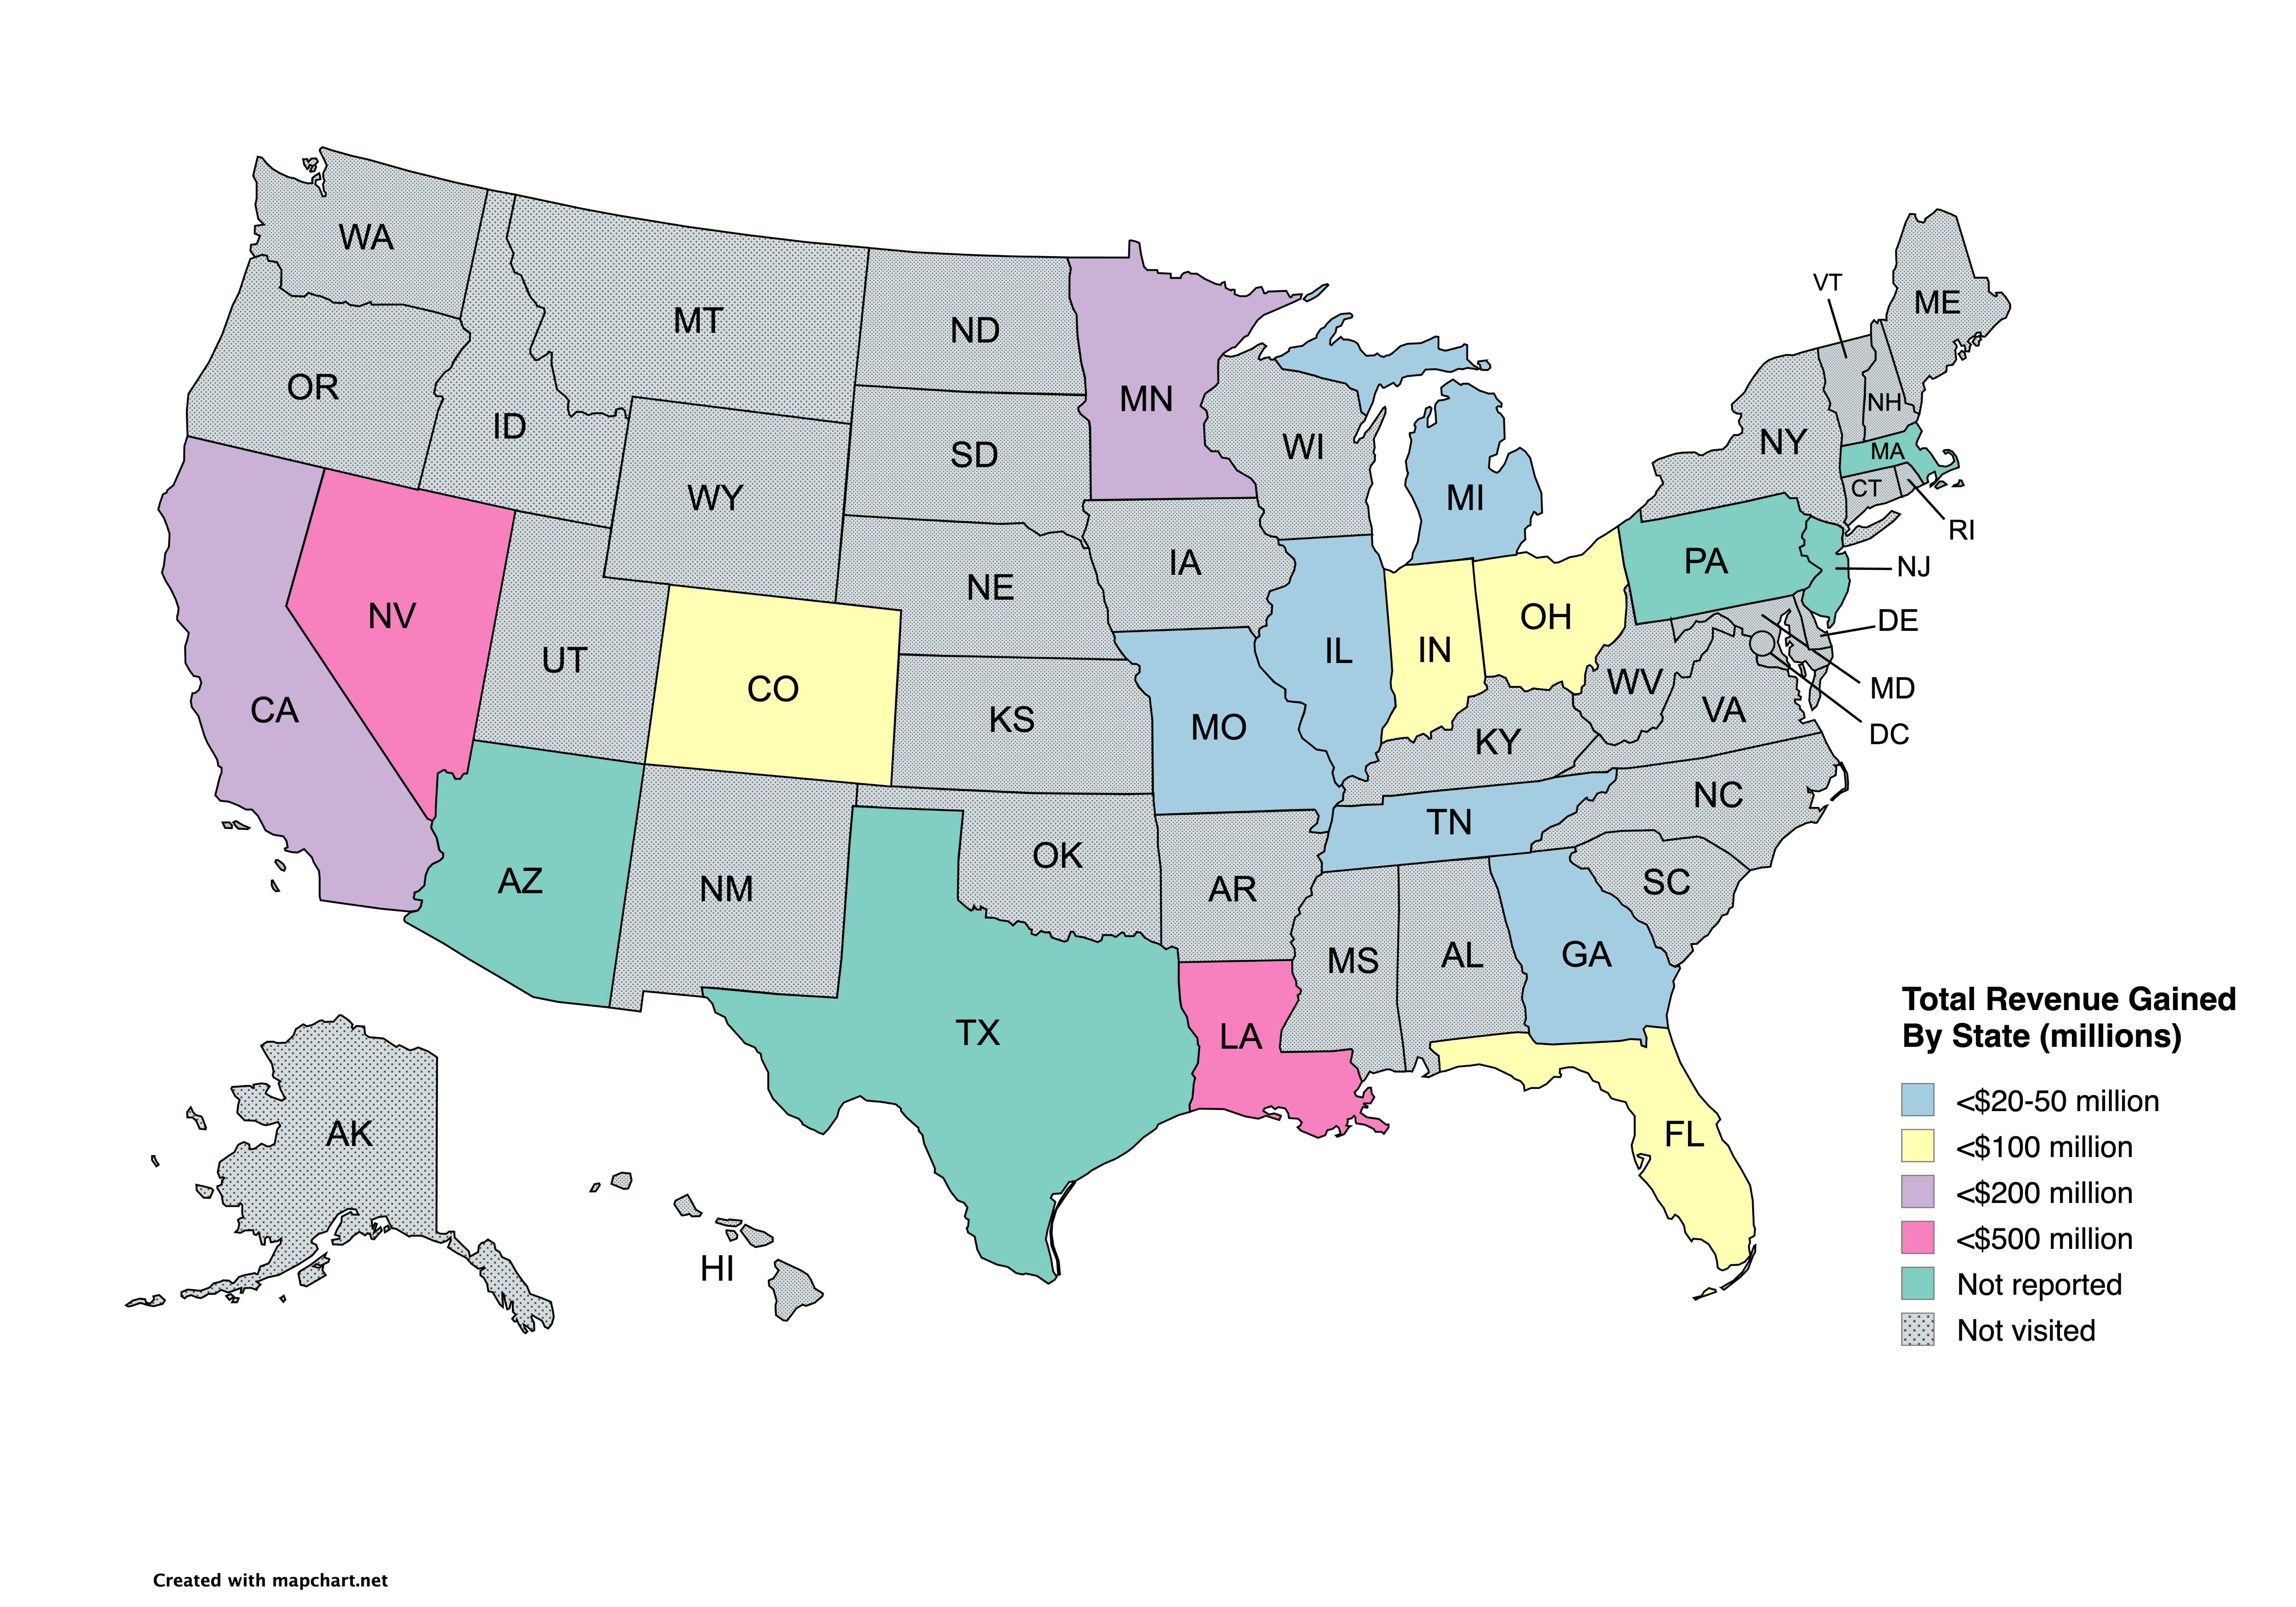 WA
OR
ID
MT
ND
SD
MN
WI
MI
VT
ME
NH
NY
MA
CT
RI
WY
NE
IA
PA
NJ
NV
UT
CO
KS
MO
IL
IN
OH
WV
VA
DE
MD
DC
CA
KY
TN
NC
SC
AZ
NM
OK
AR
MS
AL
GA
TX
LA
FL
AK
HI
Total Revenue Gained
By State (millions)
<$20-50 million
<$100 million
<$200 million
<$500 million
Not reported
Not visited
Created with mapchart.net